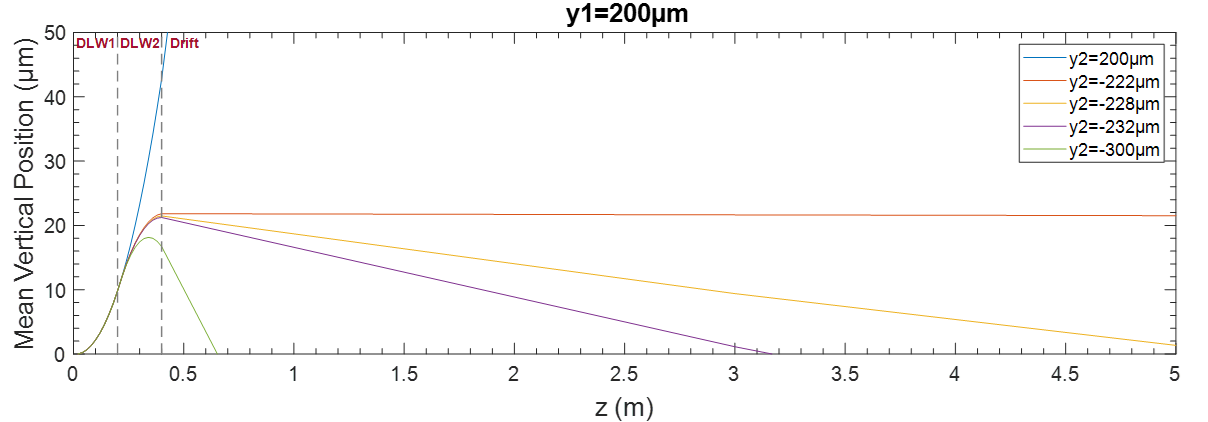 y1=200µm
Mean Vertical Position (µm)
50
40
30
20
10
0
DLW1 DLW2 Drift
y2=200µm
y2=-222µm
y2=-228µm
y2=-232µm
y2=-300µm
0 0.5 1 1.5 2 2.5 3 3.5 4 4.5 5
z (m)